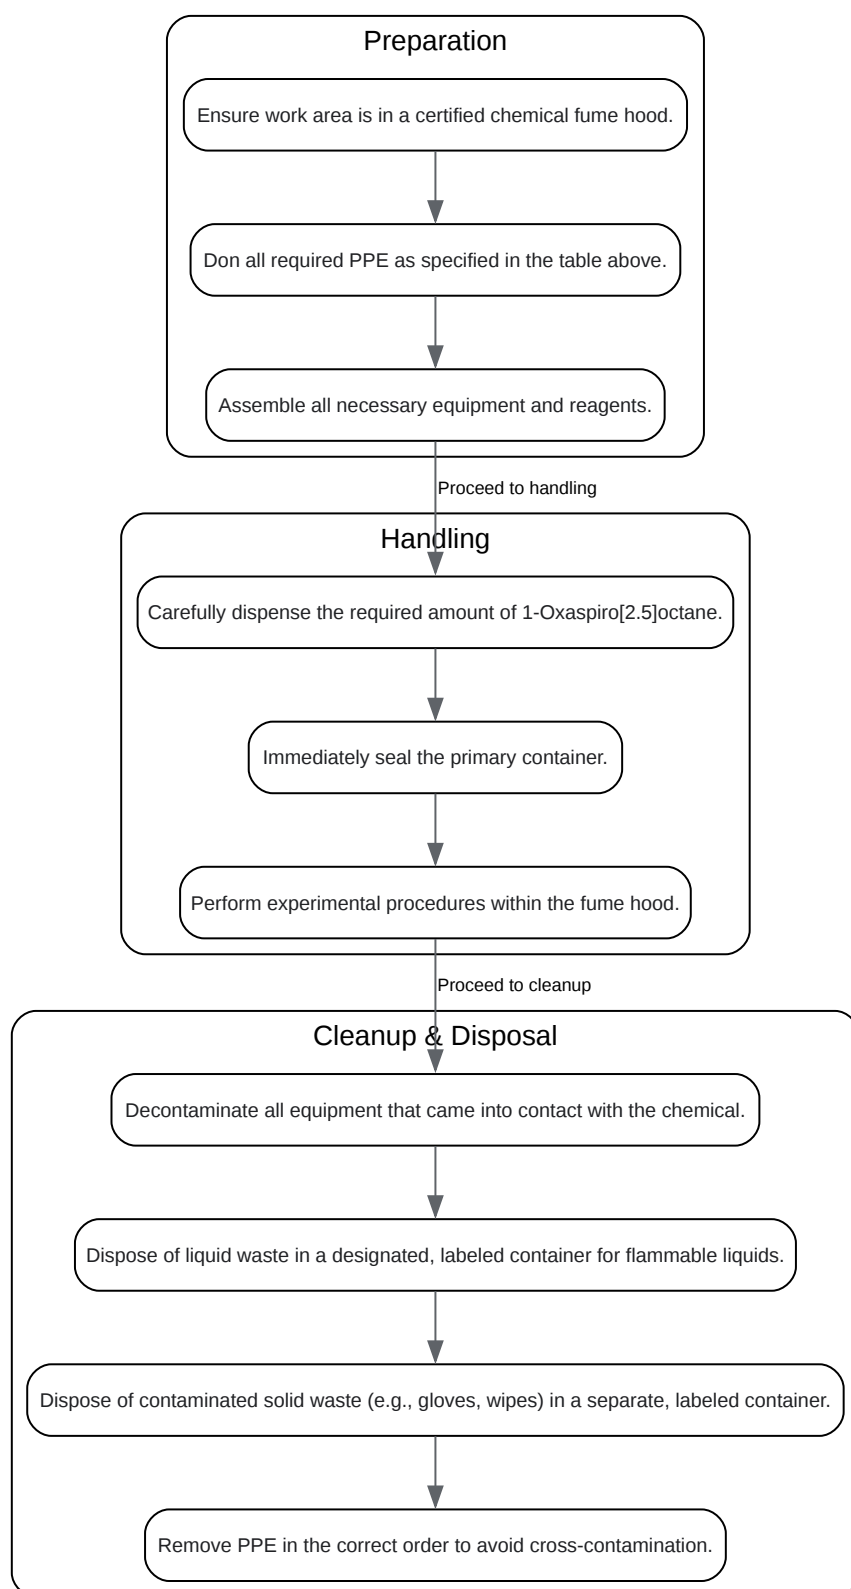 Preparation
Ensure work area is in a certified chemical fume hood.
Don all required PPE as specified in the table above.
Assemble all necessary equipment and reagents.
Proceed to handling
Handling
Carefully dispense the required amount of 1-Oxaspiro[2.5]octane.
Immediately seal the primary container.
Perform experimental procedures within the fume hood.
Proceed to cleanup
Cleanup & Disposal
Decontaminate all equipment that came into contact with the chemical.
Dispose of liquid waste in a designated, labeled container for flammable liquids.
Dispose of contaminated solid waste (e.g., gloves, wipes) in a separate, labeled container.
Remove PPE in the correct order to avoid cross-contamination.